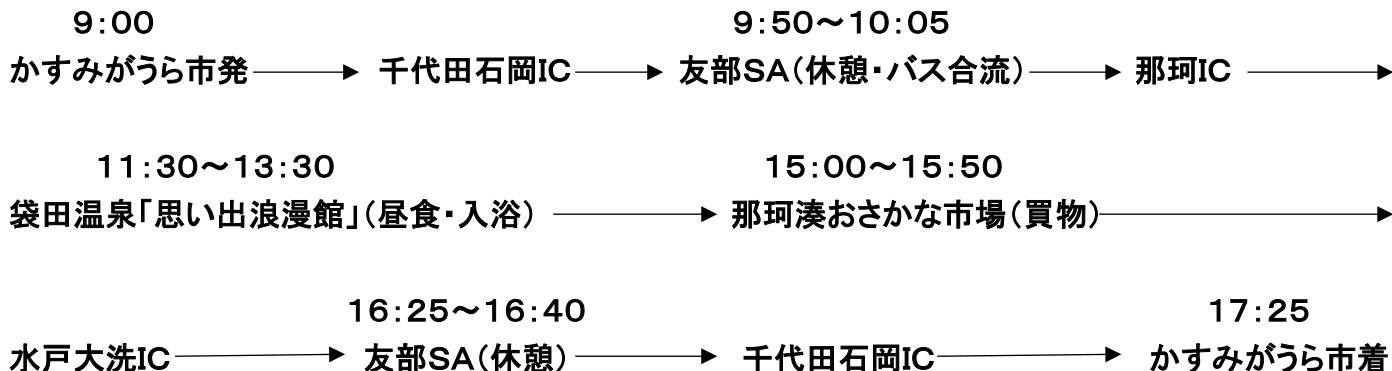 9:00 9:50～10:05
かすみがうら市発 千代田石岡IC 友部SA(休憩・バス合流) 那珂IC
11:30～13:30 15:00～15:50
袋田温泉「思い出浪漫館」(昼食・入浴) 那珂湊おさかな市場(買物)
16:25～16:40 17:25
水戸大洗IC 友部SA(休憩) 千代田石岡IC かすみがうら市着